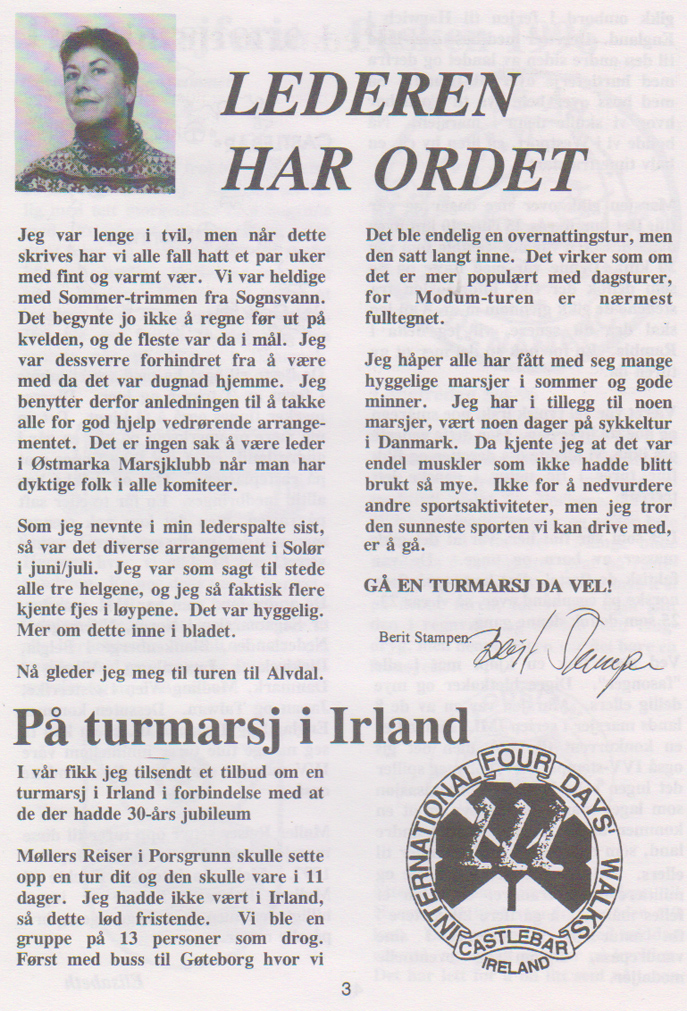 LEDEREN
HAR ORDET
Jeg var lenge i tvil, men når dette
skrives har vi alle fall hatt et par uker
med fint og varmt vær. Vi var heldige
med Sommer-trimmen fra Sognsvann.
Det begynte jo ikke å regne før ut på
kvelden, og de fleste var da i mål. Jeg
var dessverre forhindret fra å være
med da det var dugnad hjemme. Jeg
benytter derfor anledningen til å takke
alle for god hjelp vedrørende arrange-
mentet. Det er ingen sak å være leder
i Østmarka Marsjklubb når man har
dyktige folk i alle komiteer.
Som jeg nevnte i min lederspalte sist,
så var det diverse arrangement i Solør
i juni/juli. Jeg var som sagt til stede
alle tre helgene, og jeg så faktisk flere
kjente fjes i løypene. Det var hyggelig.
Mer om dette inne i bladet.
Nå gleder jeg meg til turen til Alvdal.
Det ble endelig en overnattingstur, men
den satt langt inne. Det virker som om
det er mer populært med dagsturer,
for Modum-turen er nærmest
fulltegnet.
Jeg håper alle har fått med seg mange
hyggelige marsjer i sommer og gode
minner. Jeg har i tillegg til noen
marsjer, vært noen dager på sykkeltur
i Danmark. Da kjente jeg at det var
endel muskler som ikke hadde blitt
brukt så mye. Ikke for å nedvurdere
andre sportsaktiviteter, men jeg tror
den sunneste sporten vi kan drive med,
er å gå.
GÅ EN TURMARSJ DA VEL!
Berit Stampen.
Berit Stampen
På turmarsj i Irland
I vår fikk jeg tilsendt et tilbud om en
turmarsj i Irland i forbindelse med at
de der hadde 30-års jubileum
Møllers Reiser i Porsgrunn skulle sette
opp en tur dit og den skulle vare i 11
dager. Jeg hadde ikke vært i Irland,
så dette lød fristende. Vi ble en
gruppe på 13 personer som drog.
Først med buss til Gøteborg hvor vi
INTERNATIONAL FOUR DAYS' WALKS
CASTLEBAR
IRELAND
3